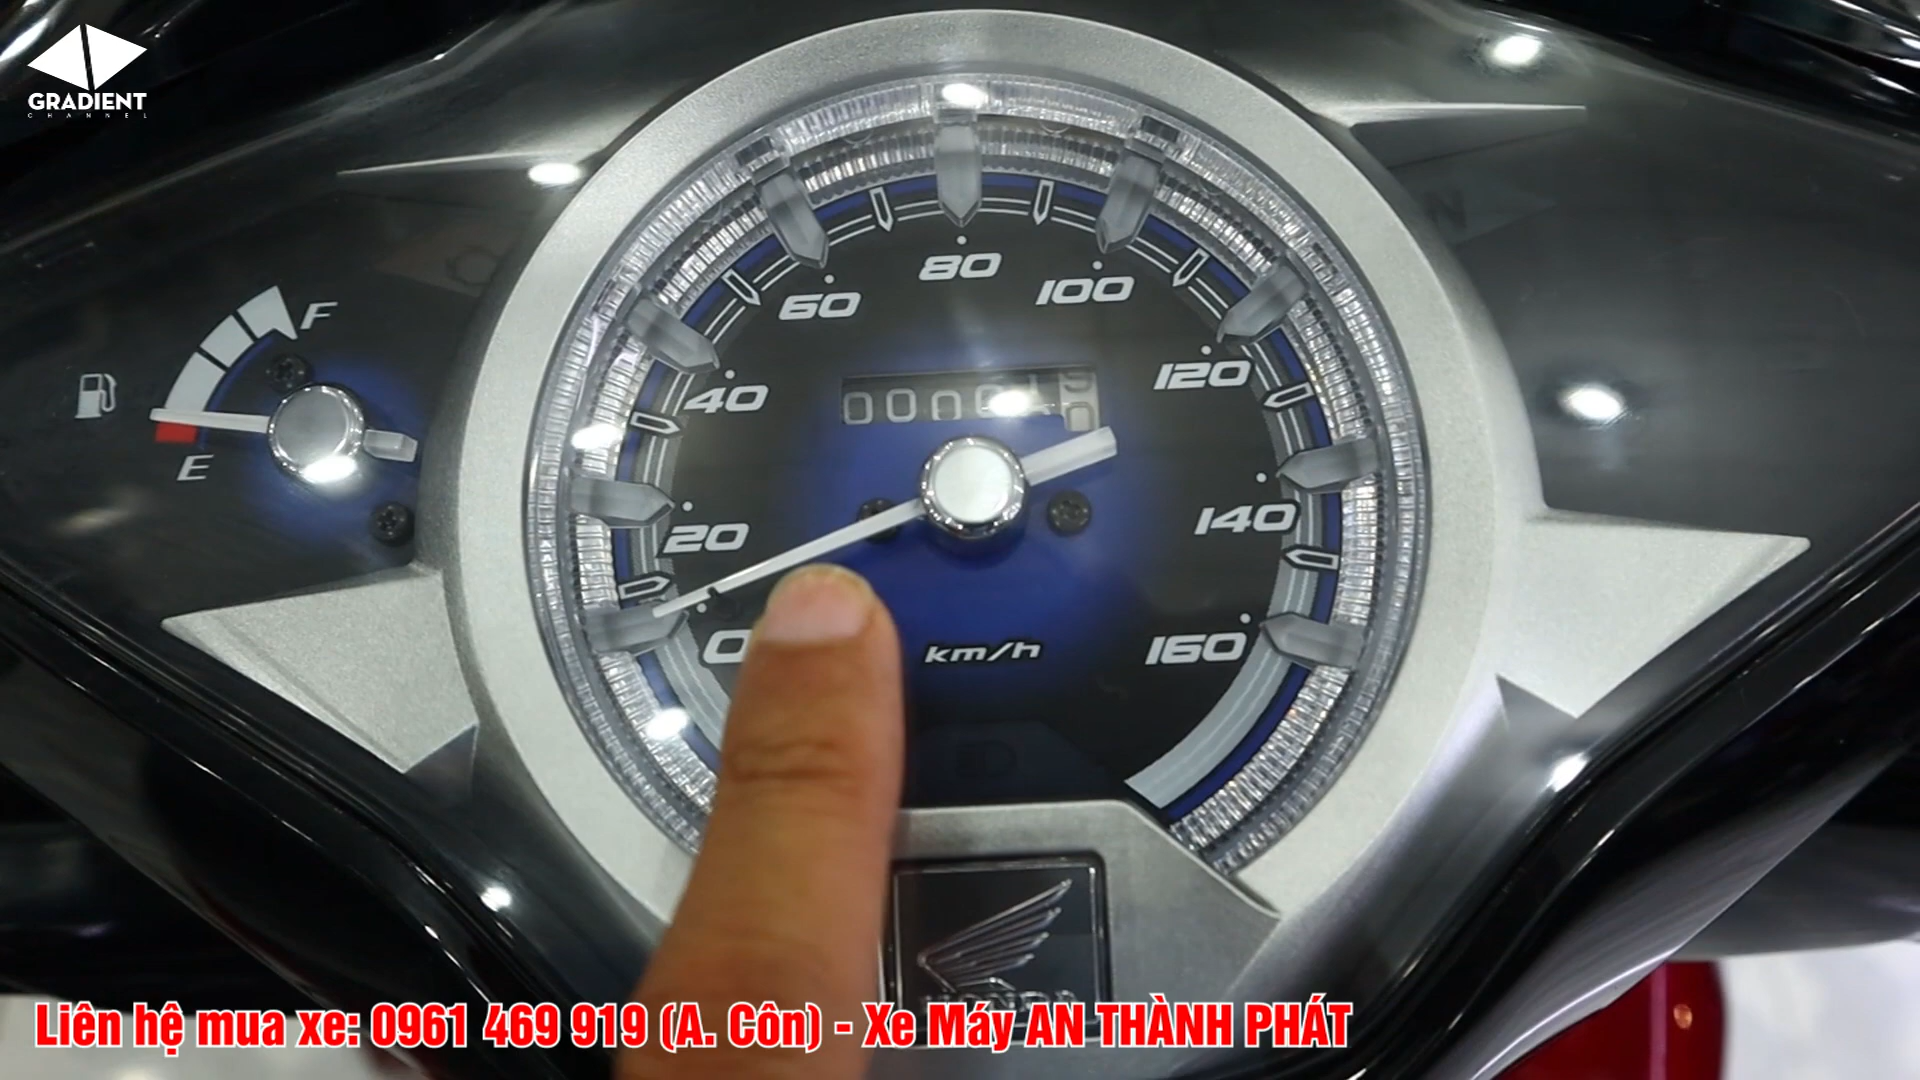 GRADIENT
CHANNEL
F
E
0
20
40
60
80
100
120
140
160
km/h
HONDA
Liên hệ mua xe: 0961 469 919 (A. Côn) - Xe Máy AN THÀNH PHÁT